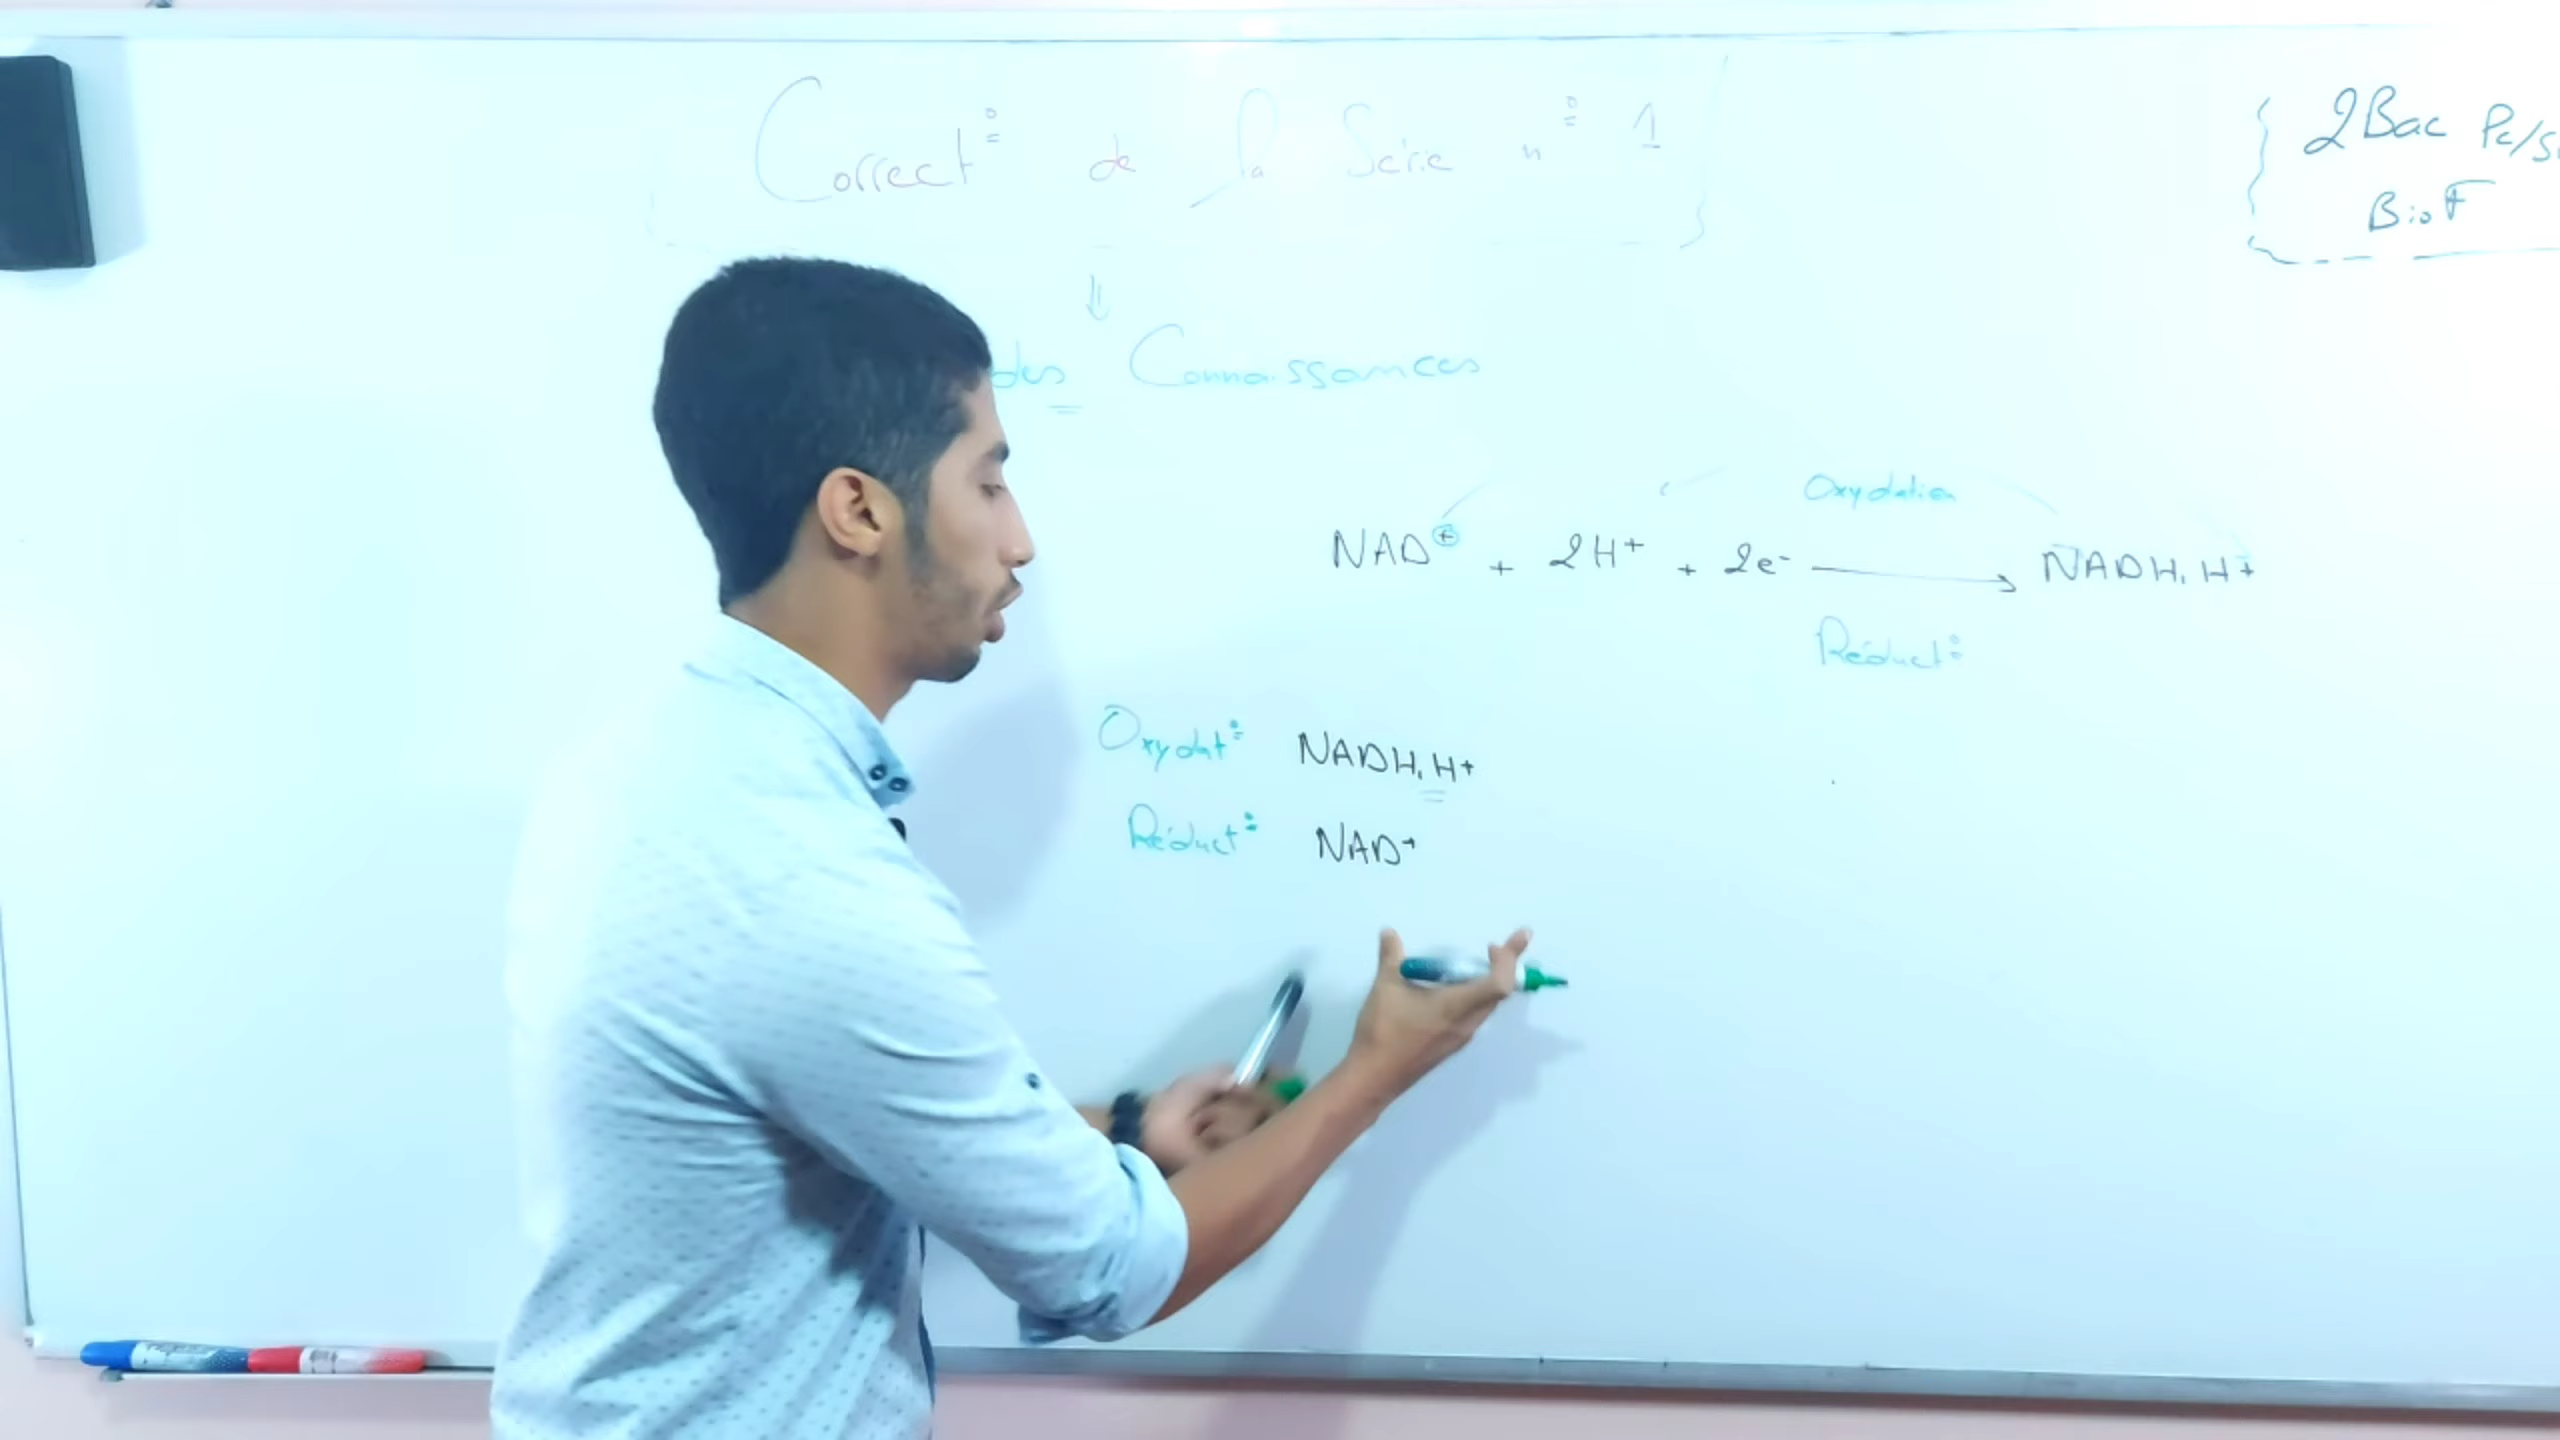 Correct° de la Série n° 1
2Bac Pc/
BioF
⇓
des Connaissances
Oxydation
NAD⁺ + 2H⁺ + 2e⁻ → NADH, H⁺
Réduct°
Oxydat° NADH, H⁺
Réduct° NAD⁺